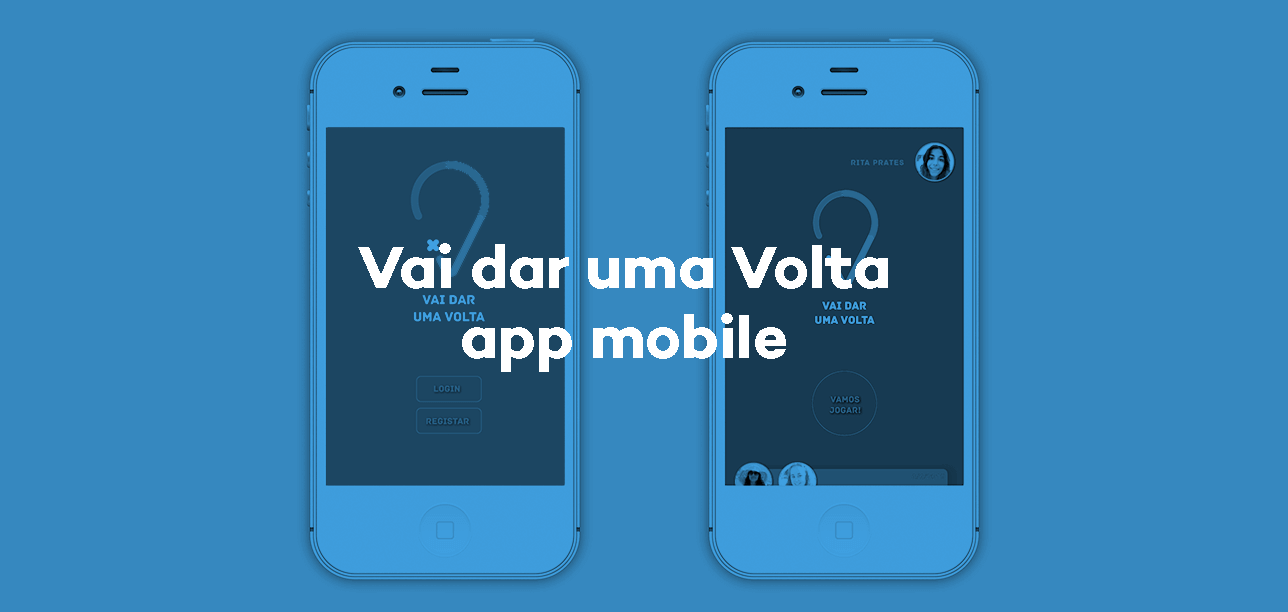 Vai dar uma Volta
app mobile
VAI DAR
UMA VOLTA
LOGIN
REGISTAR
RITA PRATES
VAI DAR
UMA VOLTA
VAMOS
JOGAR!